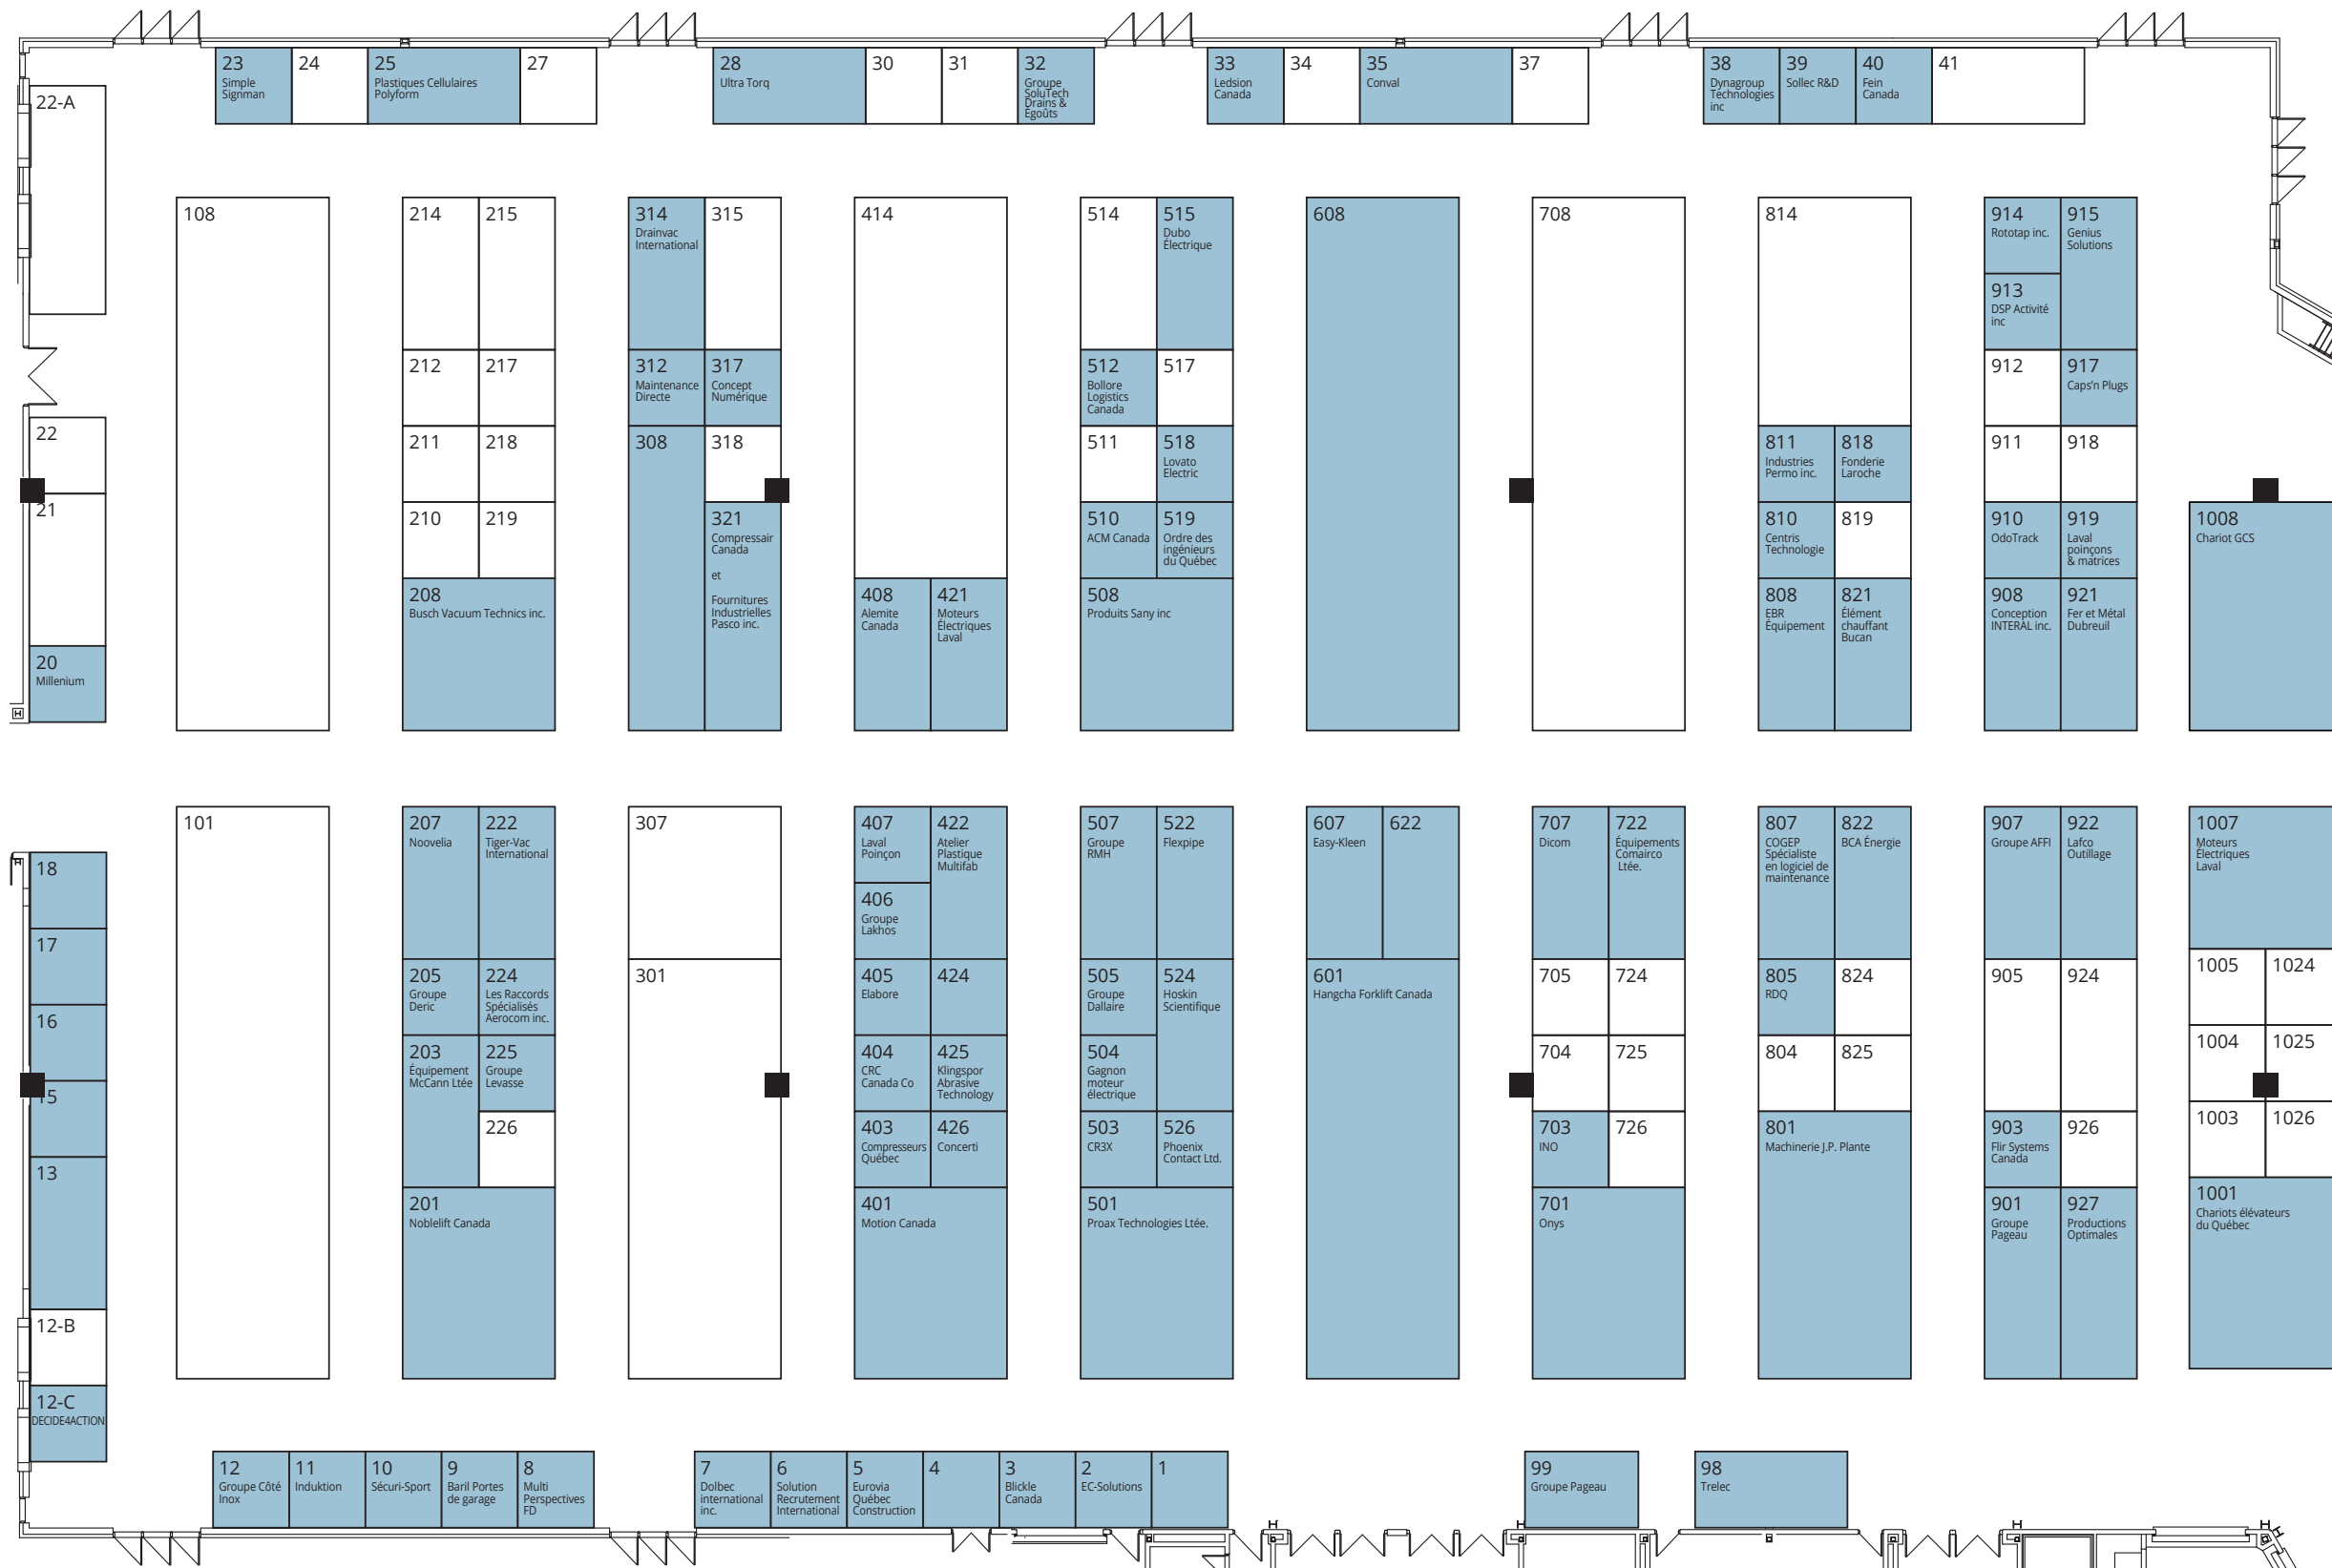 23
Simple
Signman
24
25
Plastiques Cellulaires
Polyform
27
28
Ultra Torq
30
31
32
Groupe
SoluTech
Drains &
Égoûts
33
Ledsion
Canada
34
35
Conval
37
38
Dynagroup
Technologies
inc
39
Sollec R&D
40
Fein
Canada
41
22-A
22
21
20
Millenium
108
214
215
212
217
211
218
210
219
208
Busch Vacuum Technics inc.
314
Drainvac
International
315
312
Maintenance
Directe
317
Concept
Numérique
308
318
321
Compressair
Canada
et
Fournitures
Industrielles
Pasco inc.
414
408
Alemite
Canada
421
Moteurs
Électriques
Laval
514
515
Dubo
Électrique
512
Bollore
Logistics
Canada
517
511
518
Lovato
Electric
510
ACM Canada
519
Ordre des
ingénieurs
du Québec
508
Produits Sany inc
608
708
814
811
Industries
Permo inc.
818
Fonderie
Laroche
810
Centris
Technologie
819
808
EBR
Équipement
821
Élément
chauffant
Bucan
914
Rototap inc.
915
Genius
Solutions
913
DSP Activité
inc
912
917
Caps'n Plugs
911
918
910
OdoTrack
919
Laval
poinçons
& matrices
908
Conception
INTERAL inc.
921
Fer et Métal
Dubreuil
1008
Chariot GCS
18
17
16
15
13
12-B
12-C
DECIDE4ACTION
101
207
Noovelia
222
Tiger-Vac
International
205
Groupe
Deric
224
Les Raccords
Spécialisés
Aerocom inc.
203
Équipement
McCann Ltée
225
Groupe
Levasse
226
201
Noblelift Canada
307
301
407
Laval
Poinçon
422
Atelier
Plastique
Multifab
406
Groupe
Lakhos
405
Elabore
424
404
CRC
Canada Co
425
Klingspor
Abrasive
Technology
403
Compresseurs
Québec
426
Concerti
401
Motion Canada
507
Groupe
RMH
522
Flexpipe
505
Groupe
Dallaire
524
Hoskin
Scientifique
504
Gagnon
moteur
électrique
503
CR3X
526
Phoenix
Contact Ltd.
501
Proax Technologies Ltée.
607
Easy-Kleen
622
601
Hangcha Forklift Canada
707
Dicom
722
Équipements
Comairco
Ltée.
705
724
704
725
703
INO
726
701
Onys
807
COGEP
Spécialiste
en logiciel de
maintenance
822
BCA Énergie
805
RDQ
824
804
825
801
Machinerie J.P. Plante
907
Groupe AFFI
922
Lafco
Outillage
905
924
903
Flir Systems
Canada
926
901
Groupe
Pageau
927
Productions
Optimales
1007
Moteurs
Électriques
Laval
1005
1024
1004
1025
1003
1026
1001
Chariots élévateurs
du Québec
12
Groupe Côté
Inox
11
Induktion
10
Sécuri-Sport
9
Baril Portes
de garage
8
Multi
Perspectives
FD
7
Dolbec
international
inc.
6
Solution
Recrutement
International
5
Eurovia
Québec
Construction
4
3
Blickle
Canada
2
EC-Solutions
1
99
Groupe Pageau
98
Trelec